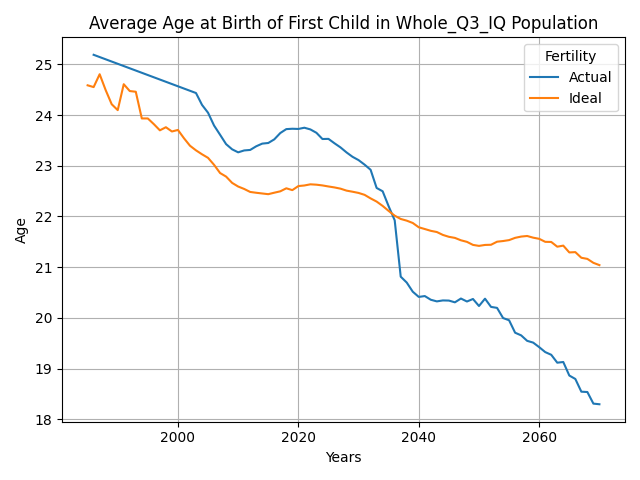 Average Age at Birth of First Child in Whole_Q3_IQ Population
Fertility
Actual
Ideal
25
24
23
22
21
20
19
18
Age
2000
2020
2040
2060
Years